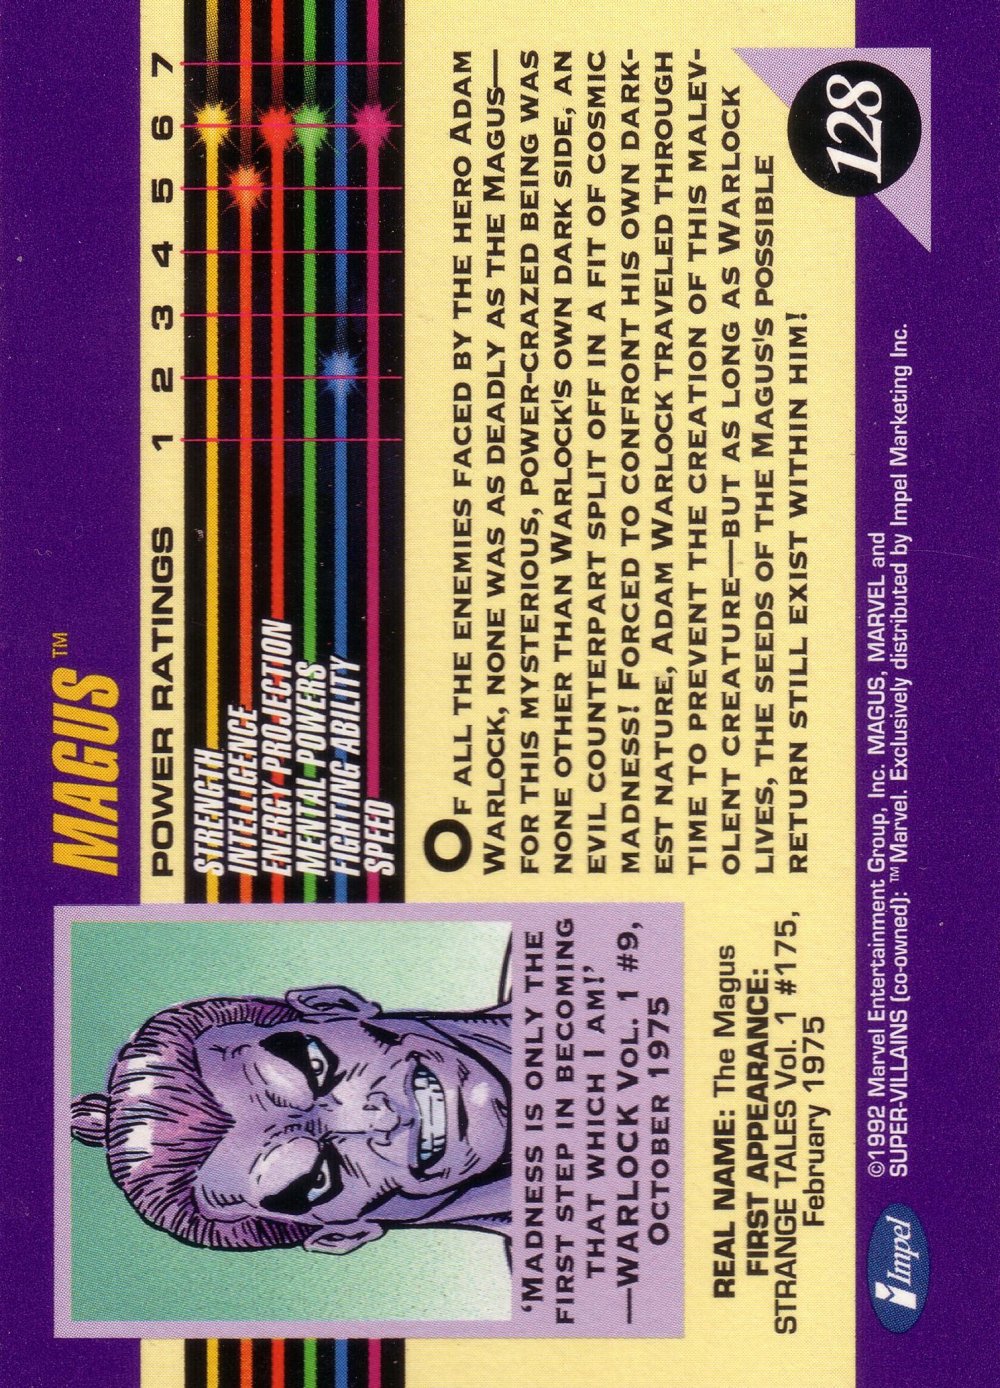 MAGUS™
POWER RATINGS 1 2 3 4 5 6 7
STRENGTH
INTELLIGENCE
ENERGY PROJECTION
MENTAL POWERS
FIGHTING ABILITY
SPEED
'MADNESS IS ONLY THE
FIRST STEP IN BECOMING
THAT WHICH I AM!'
—WARLOCK VOL. 1 #9,
OCTOBER 1975
REAL NAME: The Magus
FIRST APPEARANCE:
STRANGE TALES Vol. 1 #175,
February 1975
OF ALL THE ENEMIES FACED BY THE HERO ADAM
WARLOCK, NONE WAS AS DEADLY AS THE MAGUS—
FOR THIS MYSTERIOUS, POWER-CRAZED BEING WAS
NONE OTHER THAN WARLOCK'S OWN DARK SIDE, AN
EVIL COUNTERPART SPLIT OFF IN A FIT OF COSMIC
MADNESS! FORCED TO CONFRONT HIS OWN DARK-
EST NATURE, ADAM WARLOCK TRAVELED THROUGH
TIME TO PREVENT THE CREATION OF THIS MALEV-
OLENT CREATURE—BUT AS LONG AS WARLOCK
LIVES, THE SEEDS OF THE MAGUS'S POSSIBLE
RETURN STILL EXIST WITHIN HIM!
128
Impel
©1992 Marvel Entertainment Group, Inc. MAGUS, MARVEL and
SUPER-VILLAINS (co-owned): ™Marvel. Exclusively distributed by Impel Marketing Inc.